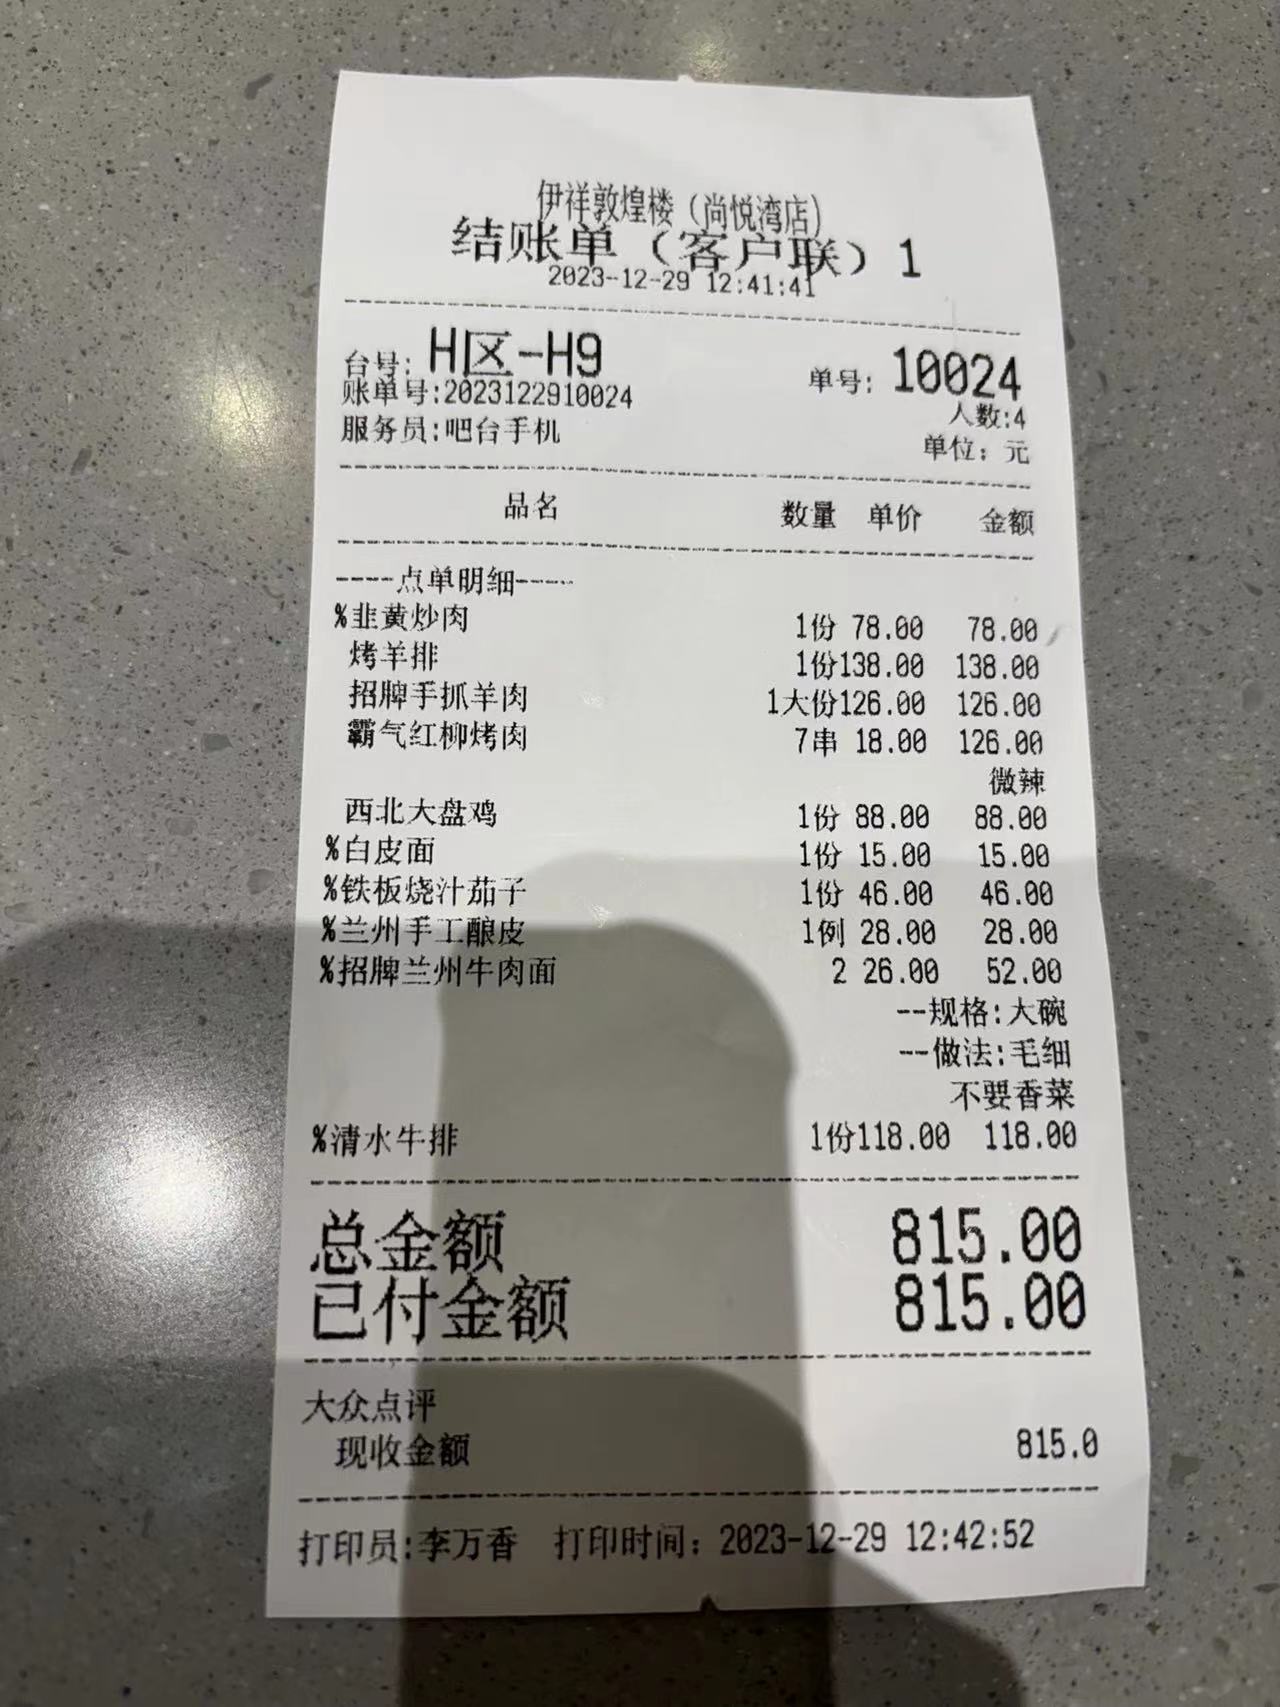 伊祥敦煌楼（尚悦湾店）
结账单（客户联）1
2023-12-29 12:41:41
台号: H区-H9 单号: 10024
账单号:2023122910024 人数:4
服务员:吧台手机 单位: 元
品名 数量 单价 金额
----点单明细-----
%韭黄炒肉 1份 78.00 78.00
烤羊排 1份138.00 138.00
招牌手抓羊肉 1大份126.00 126.00
霸气红柳烤肉 7串 18.00 126.00
微辣
西北大盘鸡 1份 88.00 88.00
%白皮面 1份 15.00 15.00
%铁板烧汁茄子 1份 46.00 46.00
%兰州手工酿皮 1例 28.00 28.00
%招牌兰州牛肉面 2 26.00 52.00
--规格:大碗
--做法:毛细
不要香菜
%清水牛排 1份118.00 118.00
总金额 815.00
已付金额 815.00
大众点评
现收金额 815.0
打印员:李万香 打印时间: 2023-12-29 12:42:52